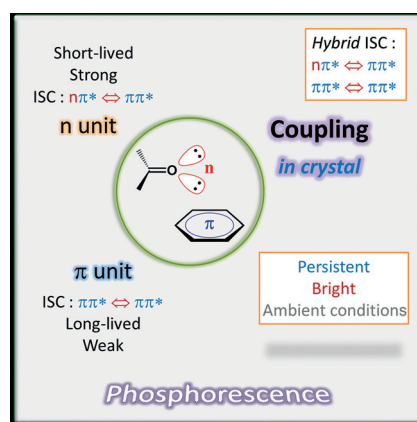 Short-lived
Strong
ISC : nπ* ⇔ ππ*
n unit
Hybrid ISC :
nπ* ⇔ ππ*
ππ* ⇔ ππ*
Coupling
in crystal
O
n
π
π unit
ISC : ππ* ⇔ ππ*
Long-lived
Weak
Persistent
Bright
Ambient conditions
Phosphorescence